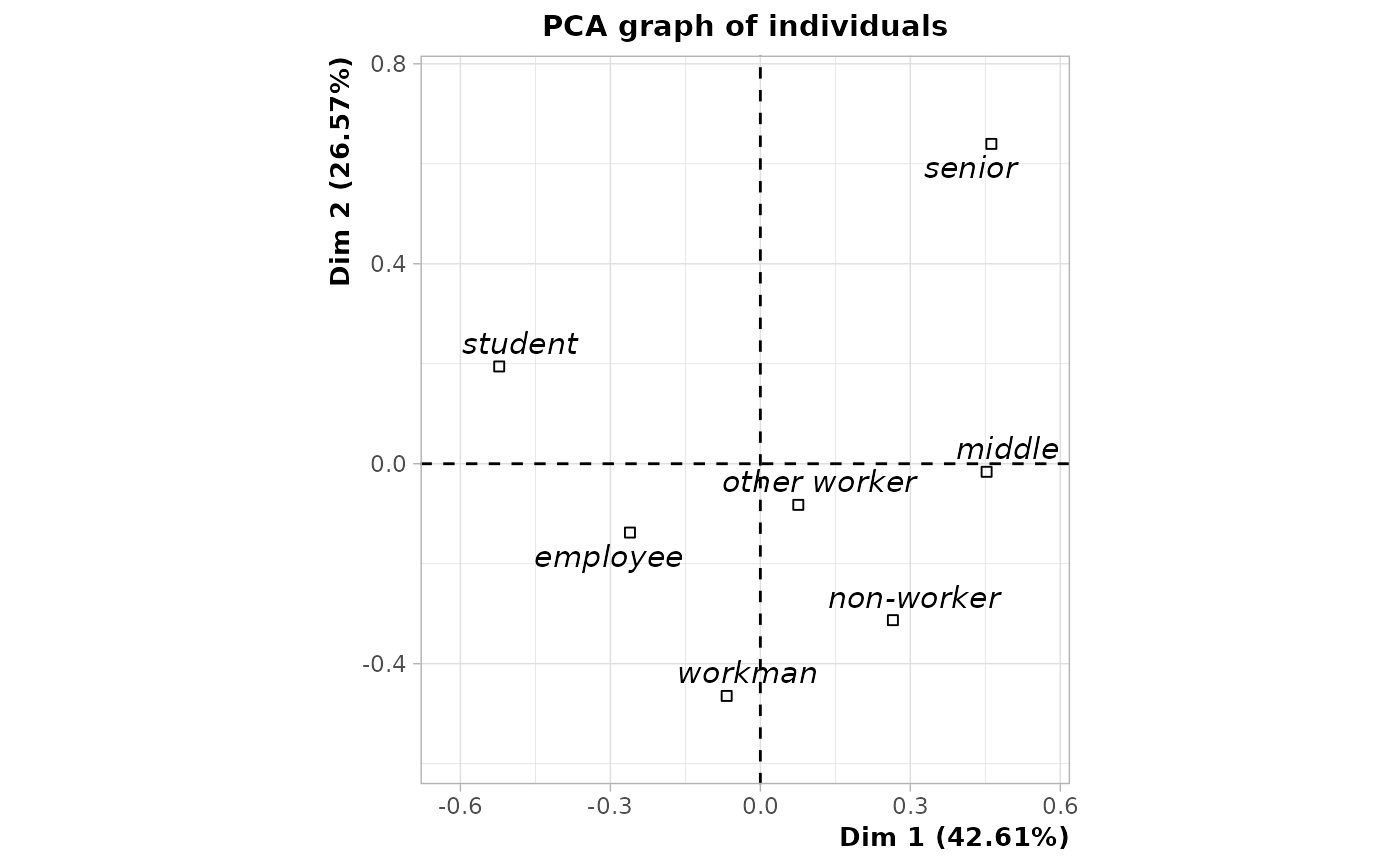 PCA graph of individuals
Dim 2 (26.57%)
0.8
0.4
0.0
-0.4
senior
student
middle
other worker
employee
non-worker
workman
-0.6
-0.3
0.0
0.3
0.6
Dim 1 (42.61%)